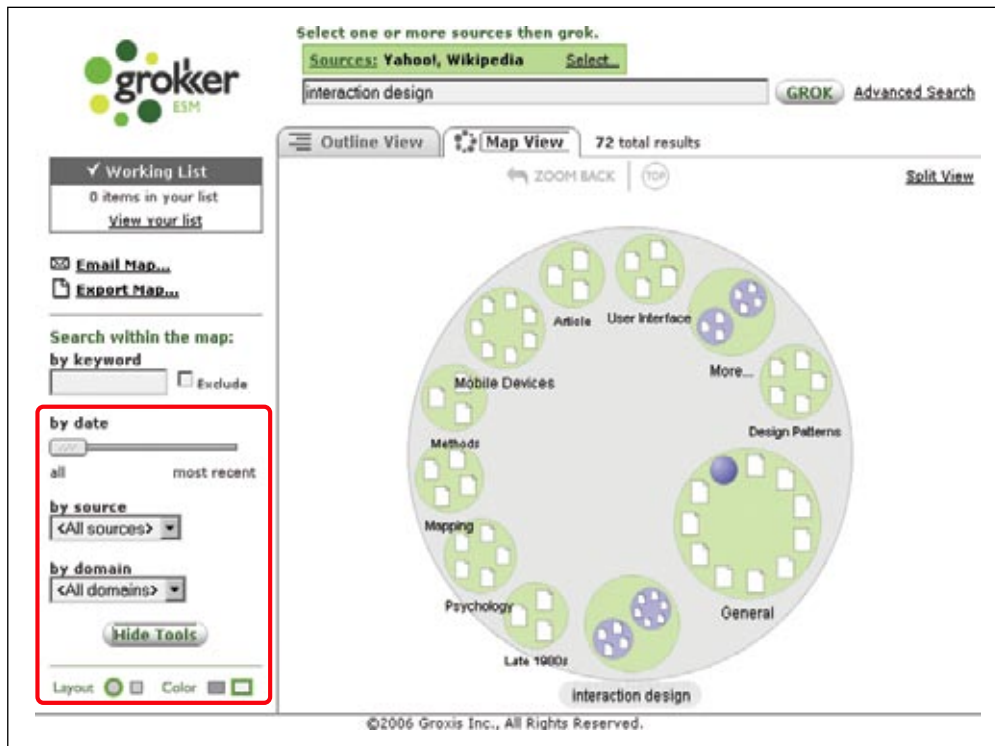 Select one or more sources then grok.
Sources: Yahoo!, Wikipedia Select...
grokker
ESM
interaction design GROK Advanced Search
Outline View Map View 72 total results
ZOOM BACK TOP Split View
Working List
0 items in your list
View your list
Email Map...
Export Map...
Search within the map:
by keyword
Exclude
by date
all most recent
by source
<All sources>
by domain
<All domains>
Hide Tools
Layout Color
Article
User Interface
More...
Mobile Devices
Design Patterns
Methods
Mapping
Psychology
General
Late 1980s
interaction design
©2006 Groxis Inc., All Rights Reserved.